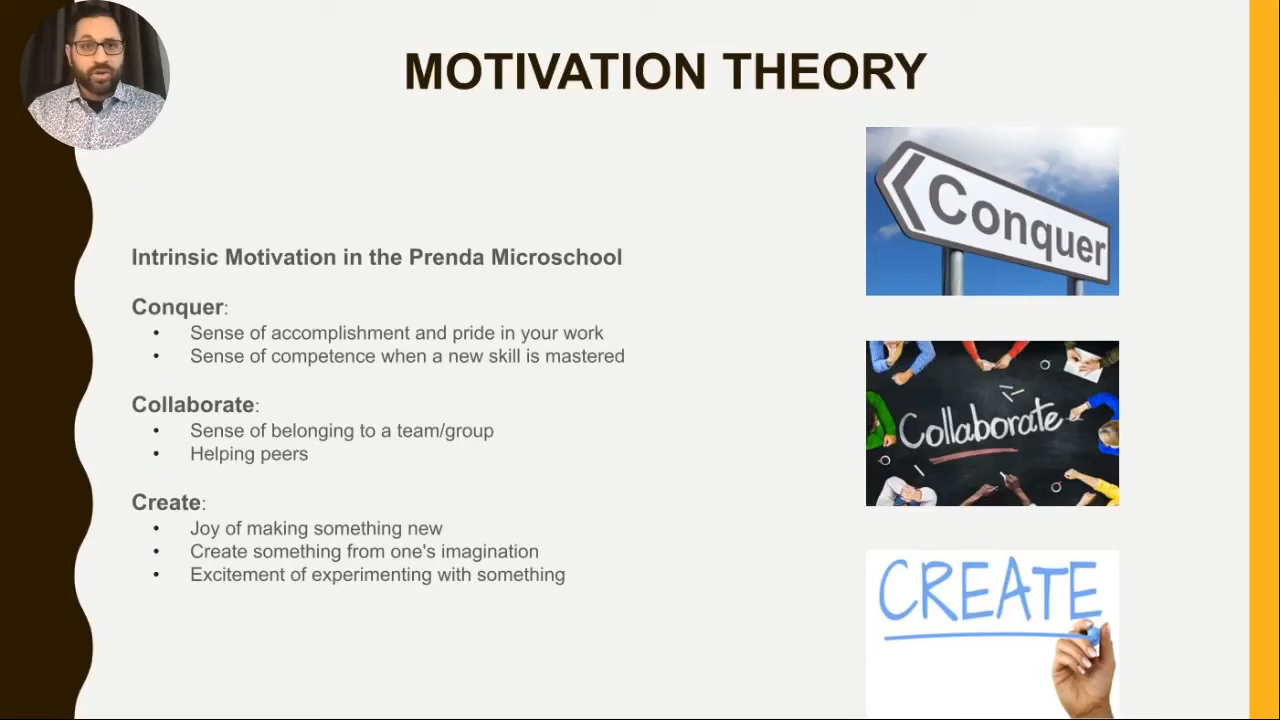 MOTIVATION THEORY
Intrinsic Motivation in the Prenda Microschool
Conquer:
• Sense of accomplishment and pride in your work
• Sense of competence when a new skill is mastered
Collaborate:
• Sense of belonging to a team/group
• Helping peers
Create:
• Joy of making something new
• Create something from one's imagination
• Excitement of experimenting with something
Conquer
Collaborate
CREATE